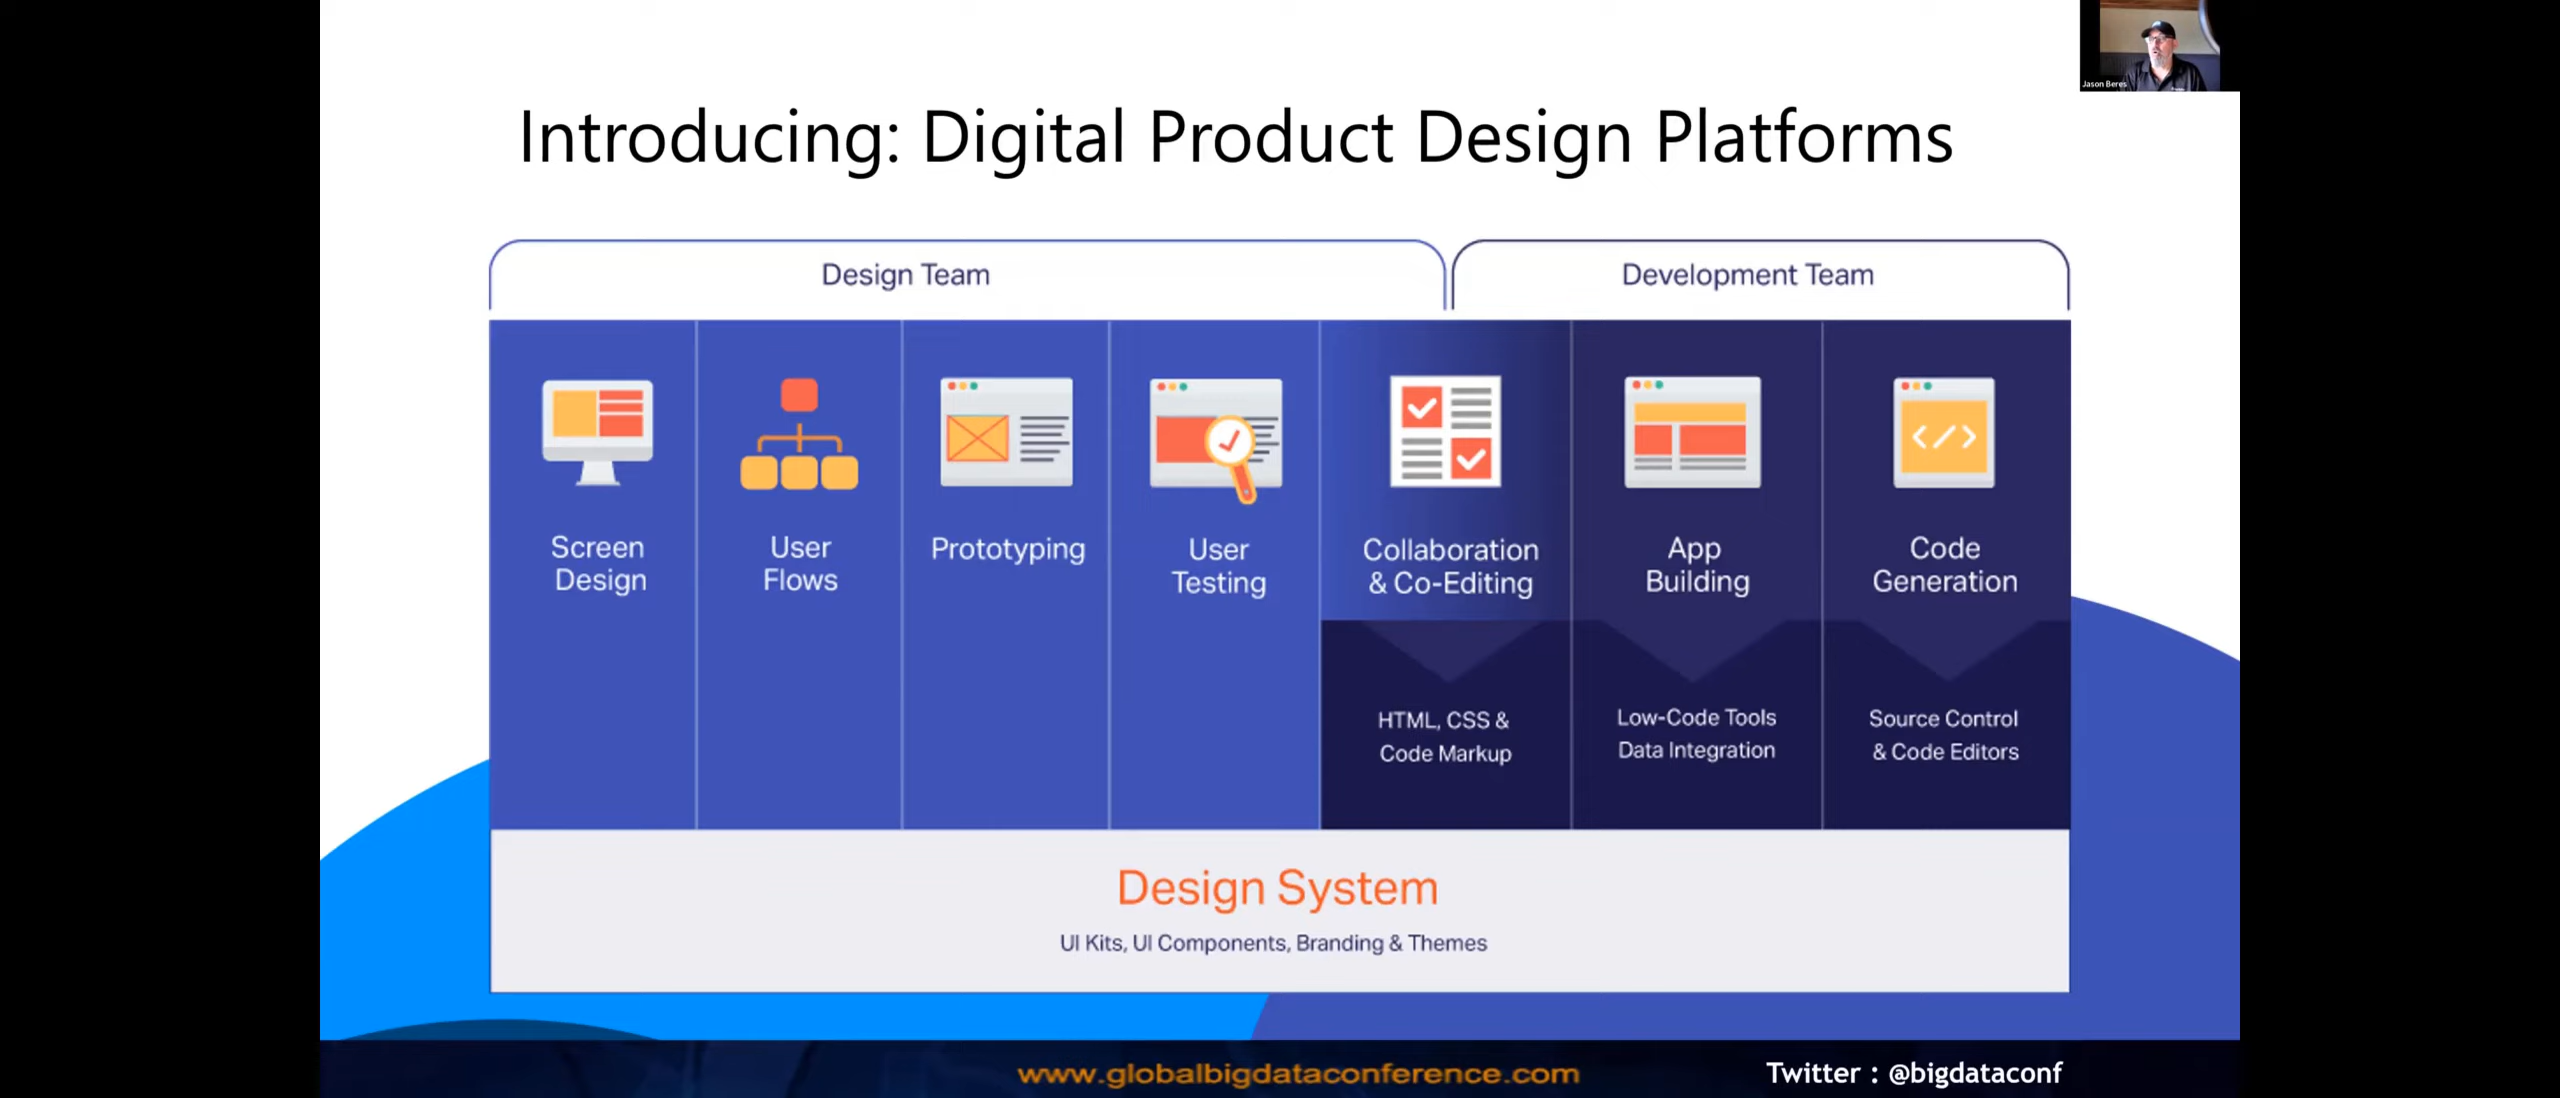 Jason Beres
Introducing: Digital Product Design Platforms
Design Team
Development Team
Screen
Design
User
Flows
Prototyping
User
Testing
Collaboration
& Co-Editing
App
Building
Code
Generation
HTML, CSS &
Code Markup
Low-Code Tools
Data Integration
Source Control
& Code Editors
Design System
UI Kits, UI Components, Branding & Themes
www.globalbigdataconference.com
Twitter : @bigdataconf